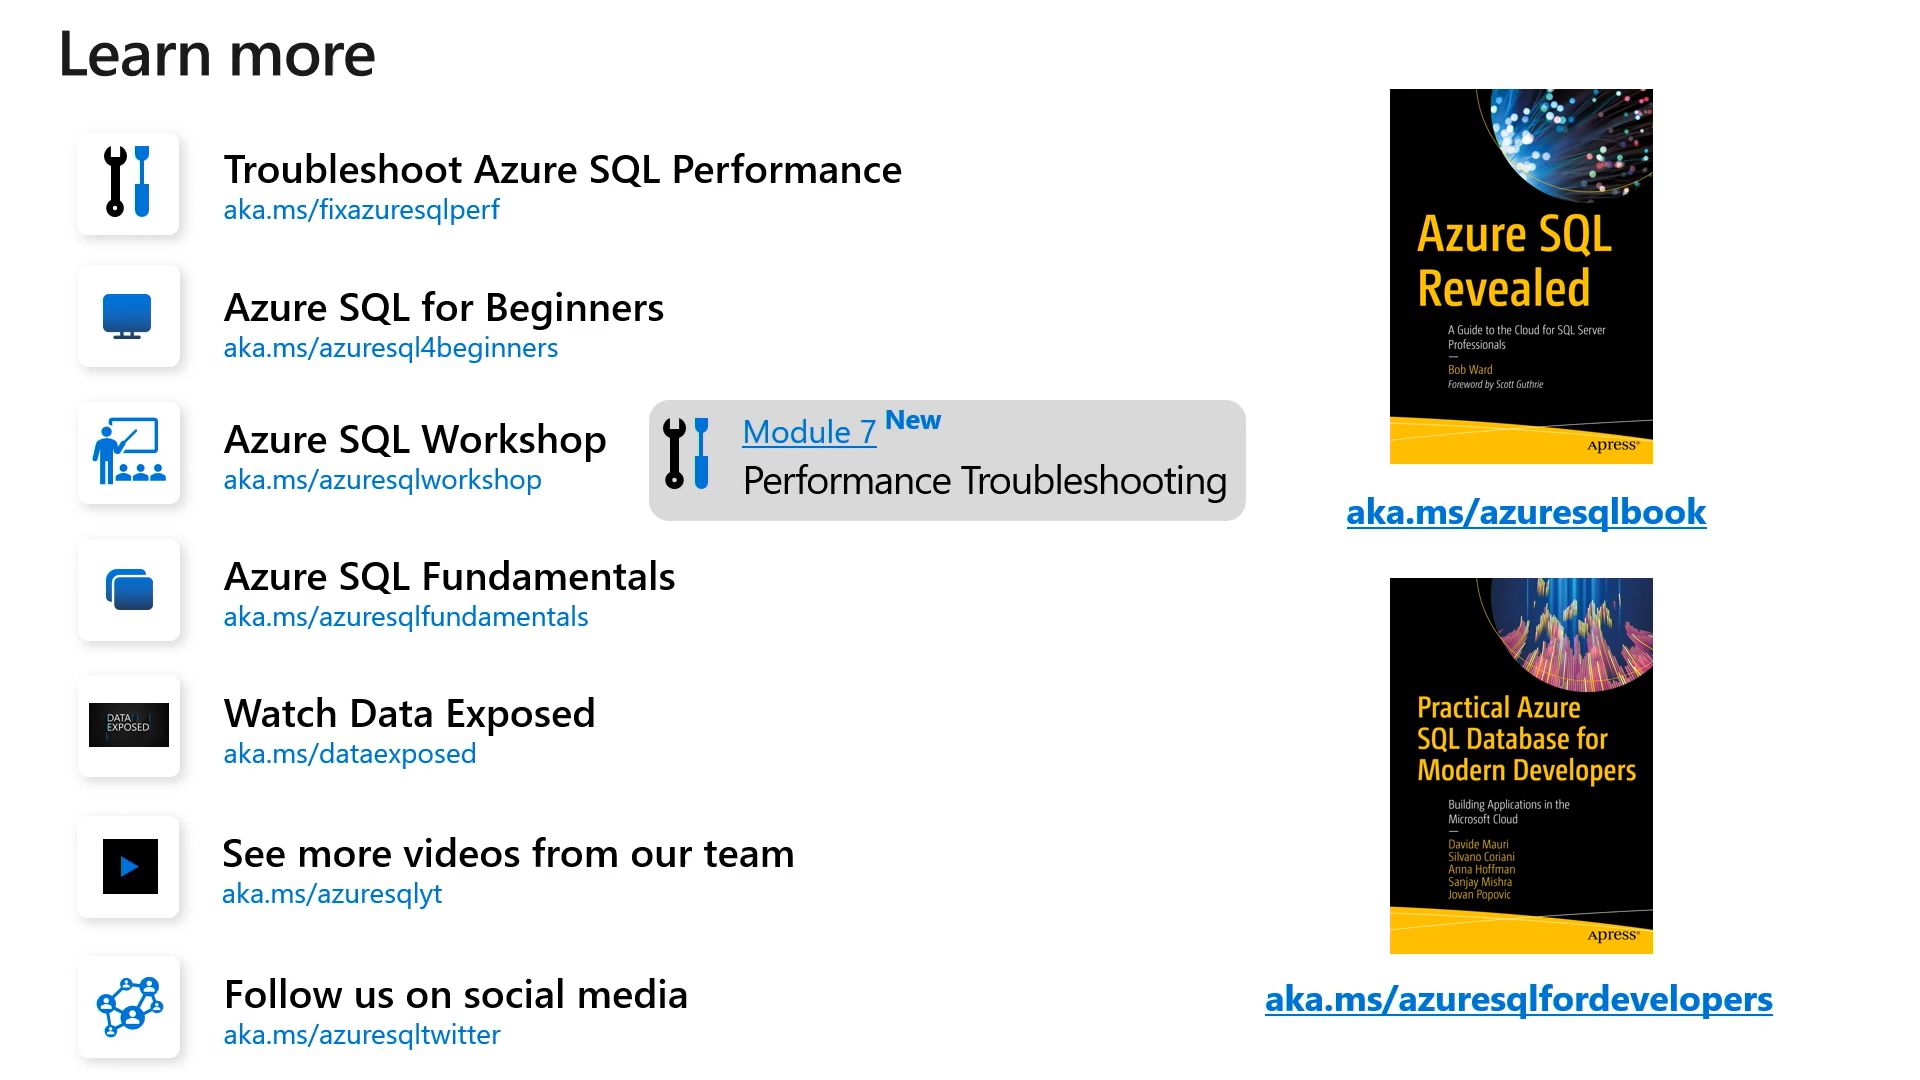 Learn more
Troubleshoot Azure SQL Performance
aka.ms/fixazuresqlperf
Azure SQL for Beginners
aka.ms/azuresql4beginners
Azure SQL Workshop
aka.ms/azuresqlworkshop
Module 7 New
Performance Troubleshooting
Azure SQL Fundamentals
aka.ms/azuresqlfundamentals
DATA
EXPOSED
Watch Data Exposed
aka.ms/dataexposed
See more videos from our team
aka.ms/azuresqlyt
Follow us on social media
aka.ms/azuresqltwitter
Azure SQL
Revealed
A Guide to the Cloud for SQL Server
Professionals
Bob Ward
Foreword by Scott Guthrie
Apress®
aka.ms/azuresqlbook
Practical Azure
SQL Database for
Modern Developers
Building Applications in the
Microsoft Cloud
Davide Mauri
Silvano Coriani
Anna Hoffman
Sanjay Mishra
Jovan Popovic
Apress®
aka.ms/azuresqlfordevelopers